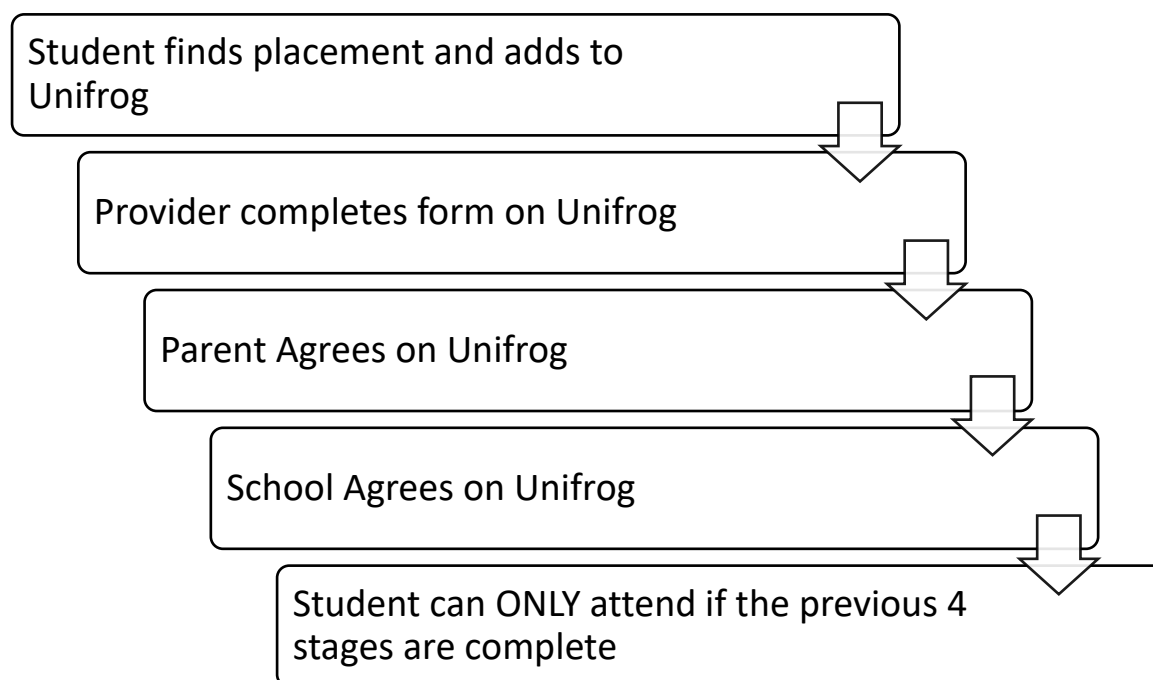 Student finds placement and adds to
Unifrog
Provider completes form on Unifrog
Parent Agrees on Unifrog
School Agrees on Unifrog
Student can ONLY attend if the previous 4
stages are complete